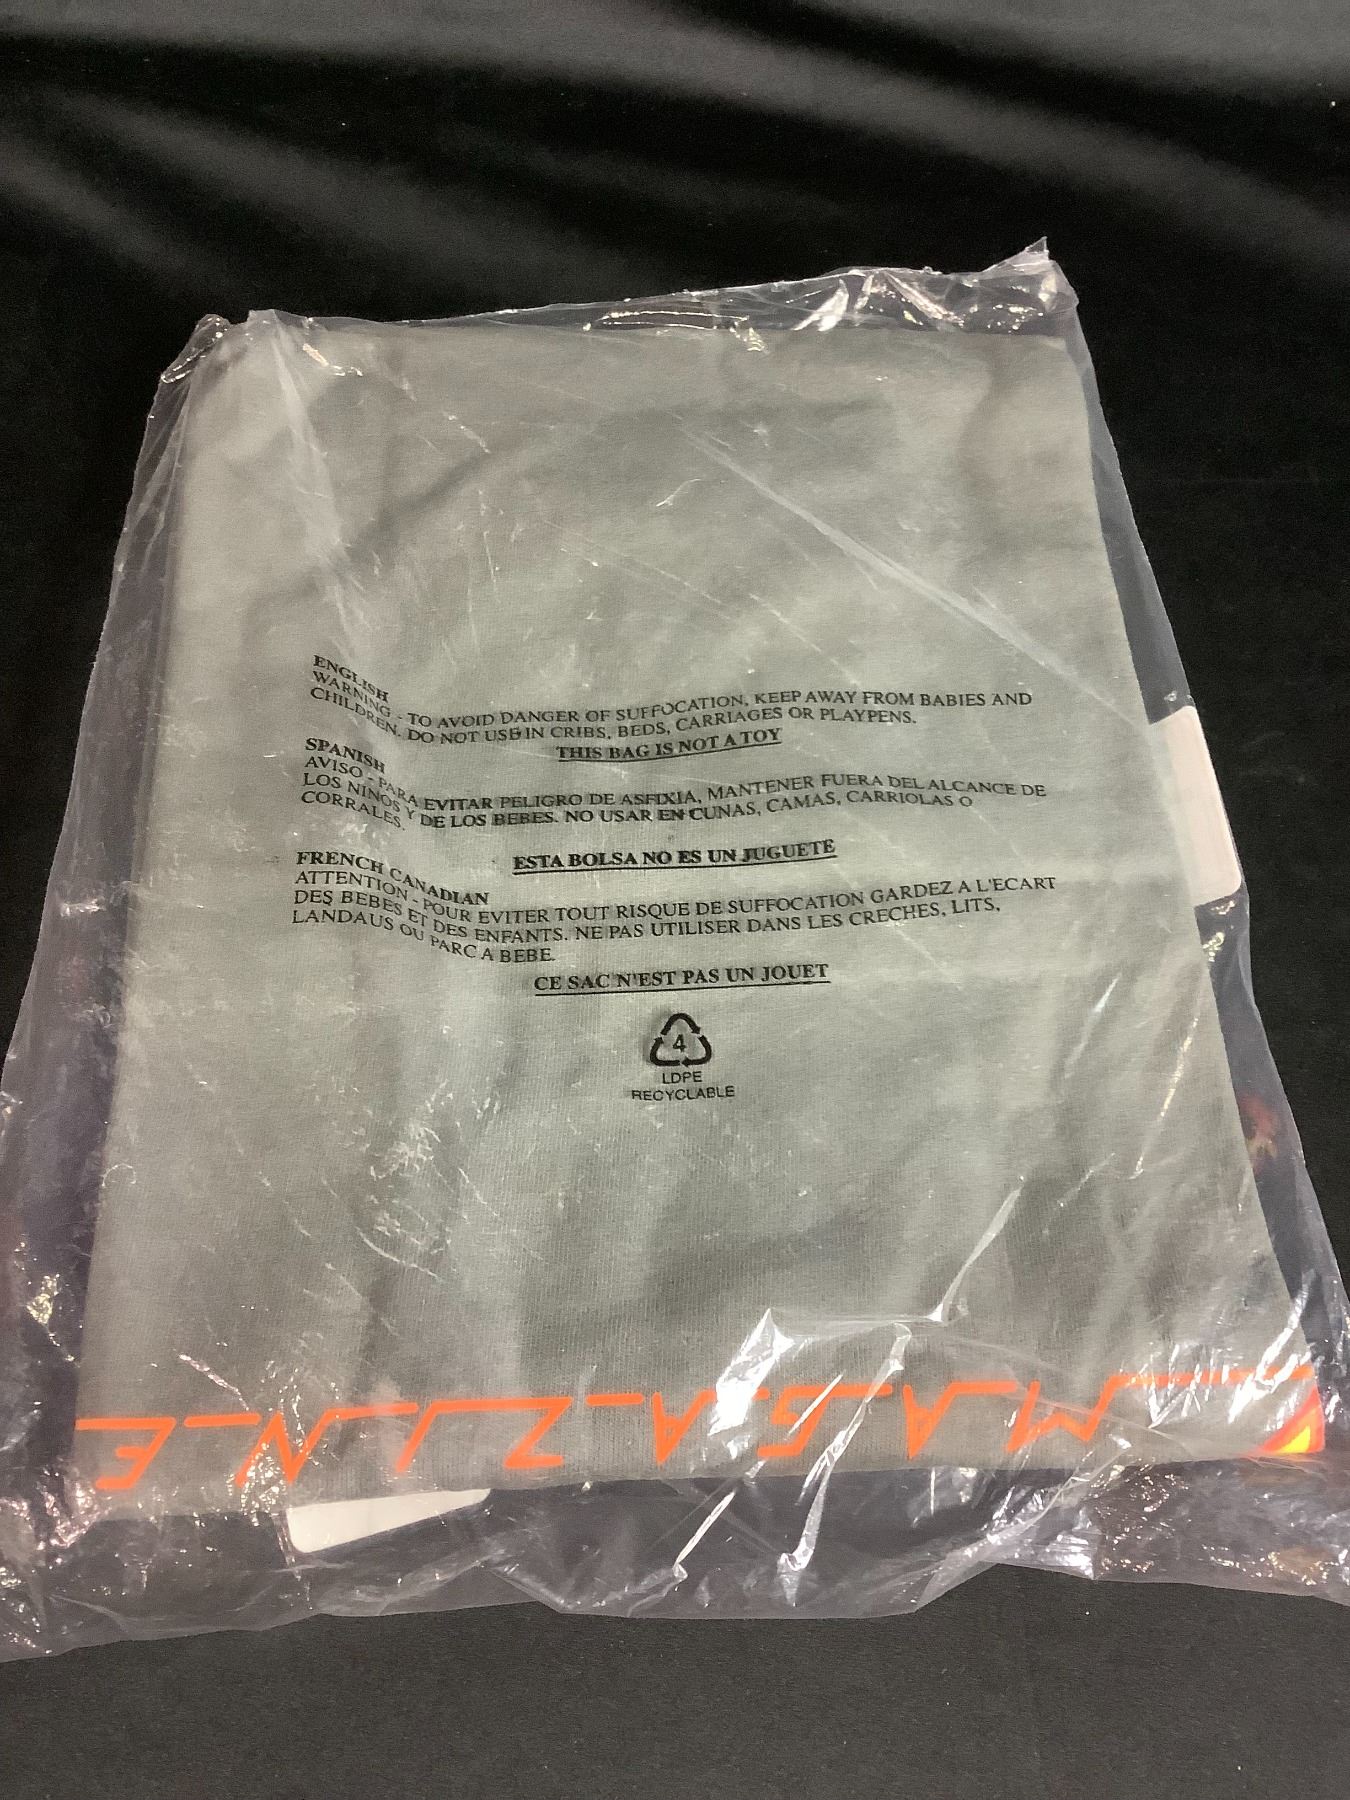 ENGLISH
WARNING - TO AVOID DANGER OF SUFFOCATION, KEEP AWAY FROM BABIES AND
CHILDREN. DO NOT USE IN CRIBS, BEDS, CARRIAGES OR PLAYPENS.
THIS BAG IS NOT A TOY
SPANISH
AVISO - PARA EVITAR PELIGRO DE ASFIXIA, MANTENER FUERA DEL ALCANCE DE
LOS NINOS Y DE LOS BEBES. NO USAR EN CUNAS, CAMAS, CARRIOLAS O
CORRALES.
ESTA BOLSA NO ES UN JUGUETE
FRENCH CANADIAN
ATTENTION - POUR EVITER TOUT RISQUE DE SUFFOCATION GARDEZ A L'ECART
DES BEBES ET DES ENFANTS. NE PAS UTILISER DANS LES CRECHES, LITS,
LANDAUS OU PARC A BEBE.
CE SAC N'EST PAS UN JOUET
4
LDPE
RECYCLABLE
M_A_G_A_Z_I_N_E